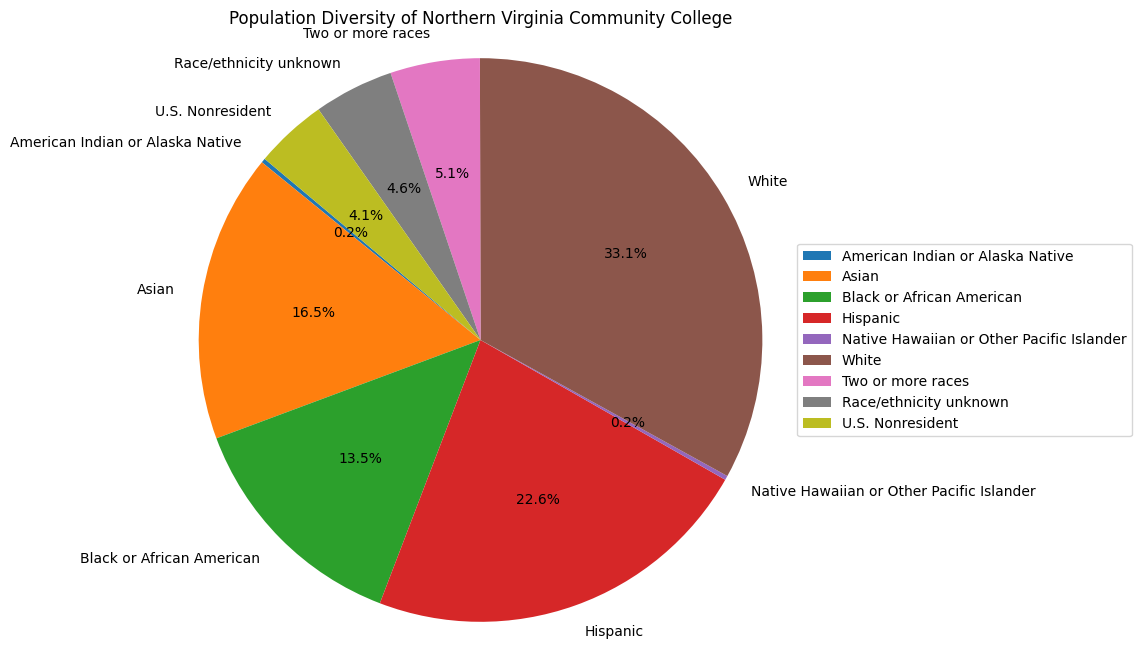 Population Diversity of Northern Virginia Community College
Two or more races
Race/ethnicity unknown
U.S. Nonresident
American Indian or Alaska Native
White
5.1%
4.6%
4.1%
0.2%
33.1%
Asian
16.5%
American Indian or Alaska Native
Asian
Black or African American
Hispanic
Native Hawaiian or Other Pacific Islander
White
Two or more races
Race/ethnicity unknown
U.S. Nonresident
0.2%
13.5%
22.6%
Native Hawaiian or Other Pacific Islander
Black or African American
Hispanic